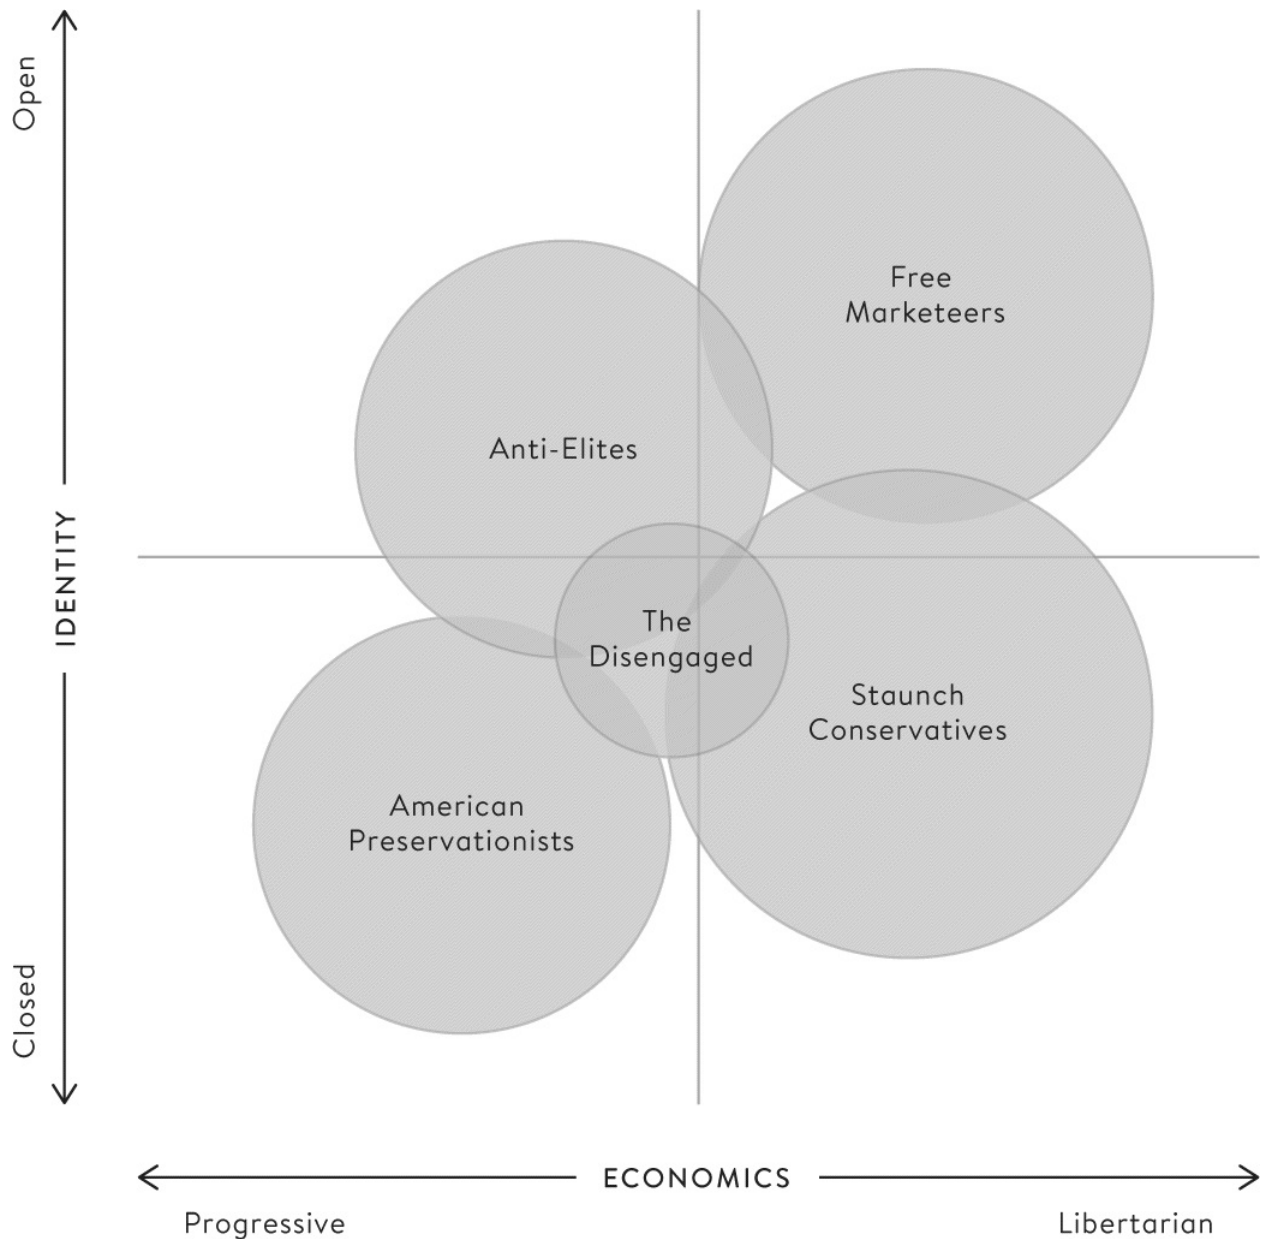 Open
Free
Marketeers
Anti-Elites
IDENTITY
The
Disengaged
Staunch
Conservatives
American
Preservationists
Closed
ECONOMICS
Progressive
Libertarian